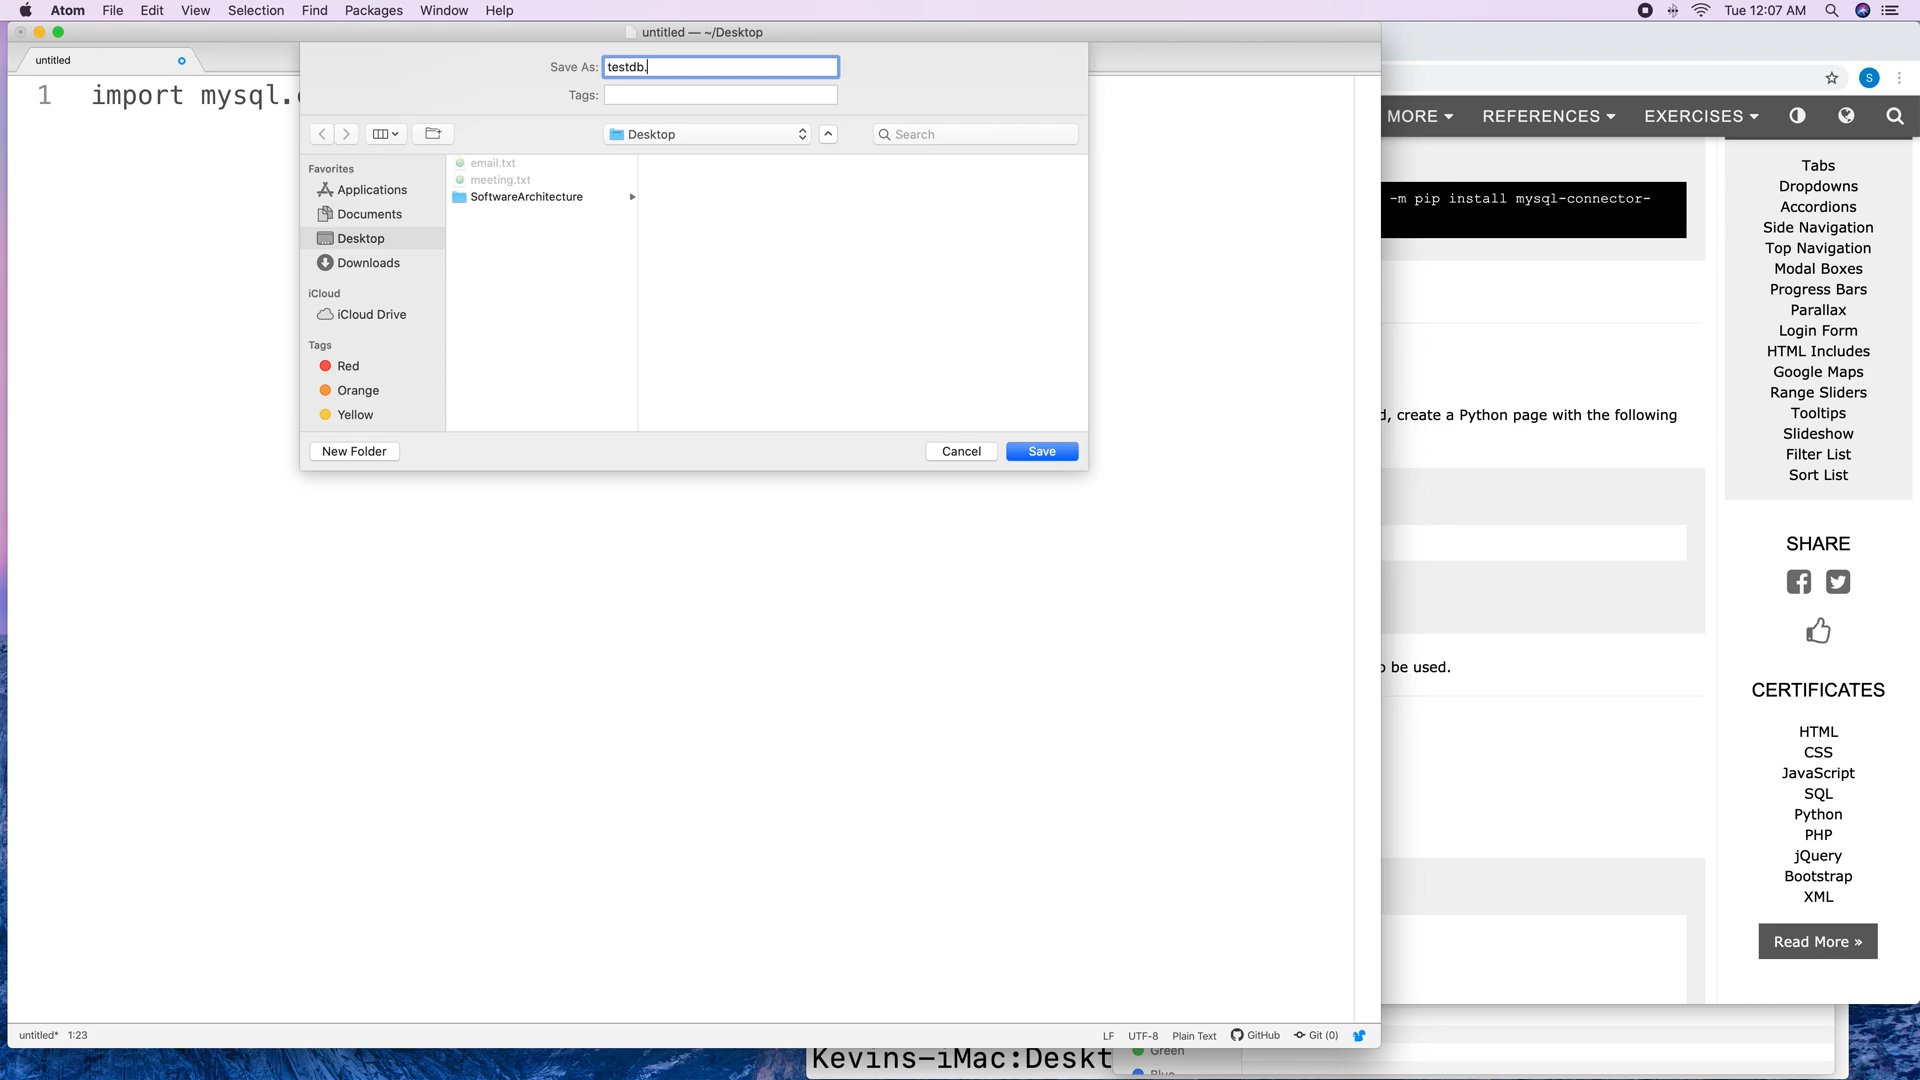 Atom File Edit View Selection Find Packages Window Help Tue 12:07 AM
untitled — ~/Desktop
untitled
Save As: testdb.
Tags:
1 import mysql.
Desktop
Search
Favorites
Applications
Documents
Desktop
Downloads
iCloud
iCloud Drive
Tags
Red
Orange
Yellow
email.txt
meeting.txt
SoftwareArchitecture
New Folder
Cancel
Save
S
MORE REFERENCES EXERCISES
-m pip install mysql-connector-
, create a Python page with the following
be used.
Tabs
Dropdowns
Accordions
Side Navigation
Top Navigation
Modal Boxes
Progress Bars
Parallax
Login Form
HTML Includes
Google Maps
Range Sliders
Tooltips
Slideshow
Filter List
Sort List
SHARE
CERTIFICATES
HTML
CSS
JavaScript
SQL
Python
PHP
jQuery
Bootstrap
XML
Read More »
untitled* 1:23
LF UTF-8 Plain Text GitHub Git (0)
Kevins-iMac:Deskt
Green
Blue